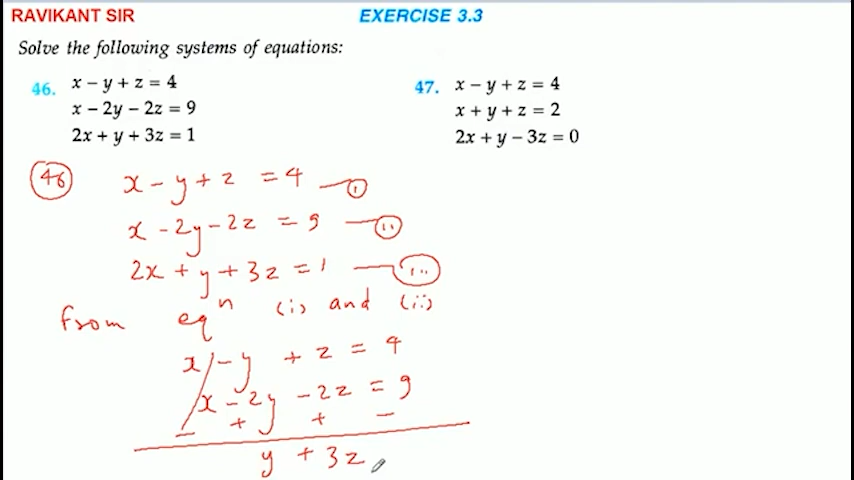 RAVIKANT SIR
EXERCISE 3.3
Solve the following systems of equations:
46. x – y + z = 4
x – 2y – 2z = 9
2x + y + 3z = 1
47. x – y + z = 4
x + y + z = 2
2x + y – 3z = 0
46 x - y + z = 4 — (i)
x - 2y - 2z = 9 — (ii)
2x + y + 3z = 1 — (iii)
from eqn (i) and (ii)
x - y + z = 4
x - 2y - 2z = 9
- + + -
y + 3z